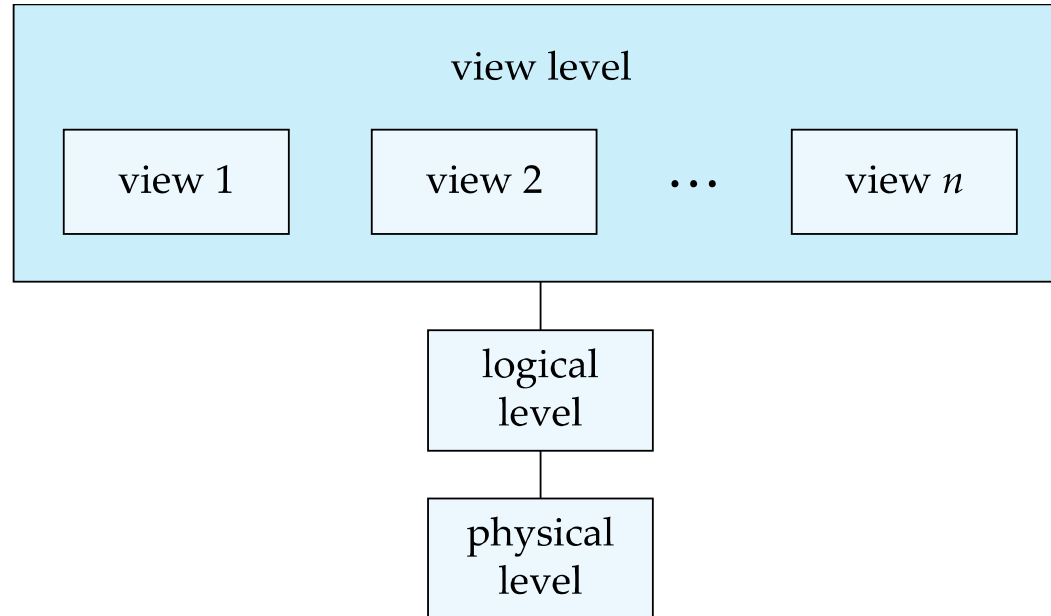 view level
view 1
view 2
...
view n
logical
level
physical
level